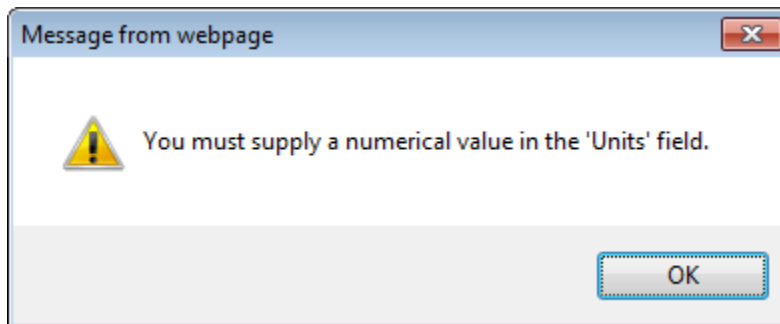 Message from webpage
You must supply a numerical value in the 'Units' field.
OK